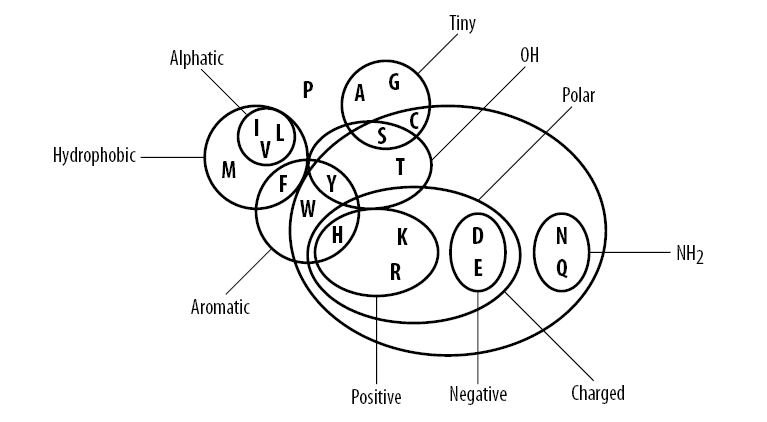 Tiny
Alphatic
OH
P
A G
Polar
C
I L
S
V
Hydrophobic
M
T
F Y
W
H K D N
NH2
R E Q
Aromatic
Positive
Negative
Charged